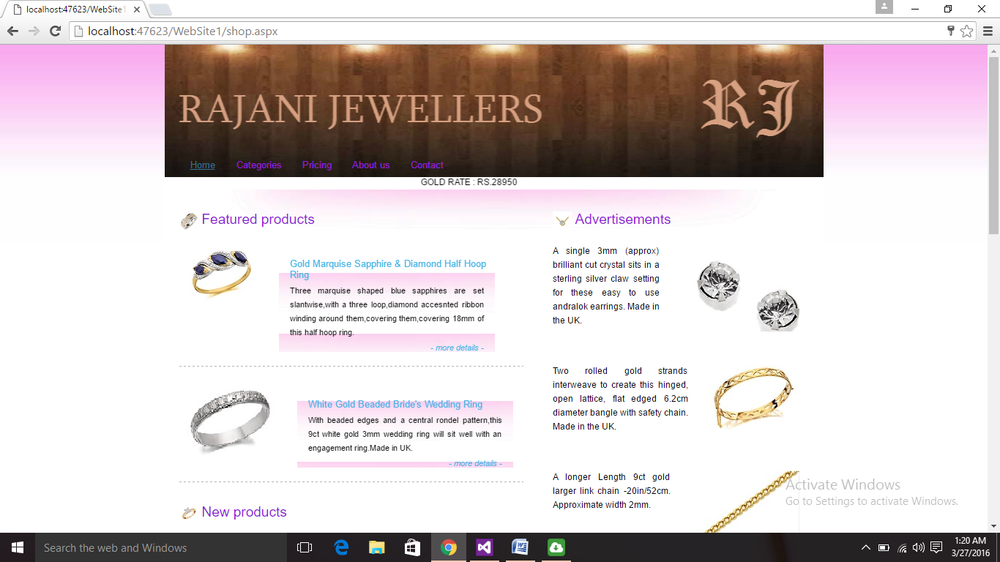 localhost:47623/WebSite1
localhost:47623/WebSite1/shop.aspx
RAJANI JEWELLERS
RJ
Home Categories Pricing About us Contact
GOLD RATE : RS.28950
Featured products
Gold Marquise Sapphire & Diamond Half Hoop
Ring
Three marquise shaped blue sapphires are set
slantwise,with a three loop,diamond accesnted ribbon
winding around them,covering them,covering 18mm of
this half hoop ring.
- more details -
White Gold Beaded Bride's Wedding Ring
With beaded edges and a central rondel pattern,this
9ct white gold 3mm wedding ring will sit well with an
engagement ring.Made in UK.
- more details -
New products
Advertisements
A single 3mm (approx)
brilliant cut crystal sits in a
sterling silver claw setting
for these easy to use
andralok earrings. Made in
the UK.
Two rolled gold strands
interweave to create this hinged,
open lattice, flat edged 6.2cm
diameter bangle with safety chain.
Made in the UK.
A longer Length 9ct gold
larger link chain -20in/52cm.
Approximate width 2mm.
Activate Windows
Go to Settings to activate Windows.
Search the web and Windows
1:20 AM
3/27/2016